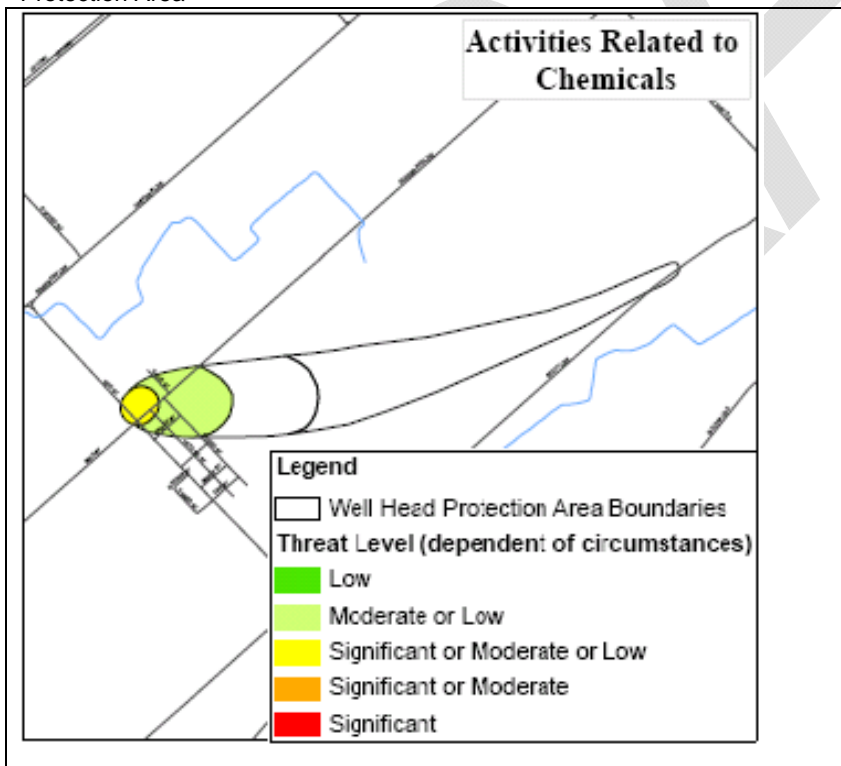 Protection Area
Activities Related to
Chemicals
Legend
Well Head Protection Area Boundaries
Threat Level (dependent of circumstances)
Low
Moderate or Low
Significant or Moderate or Low
Significant or Moderate
Significant